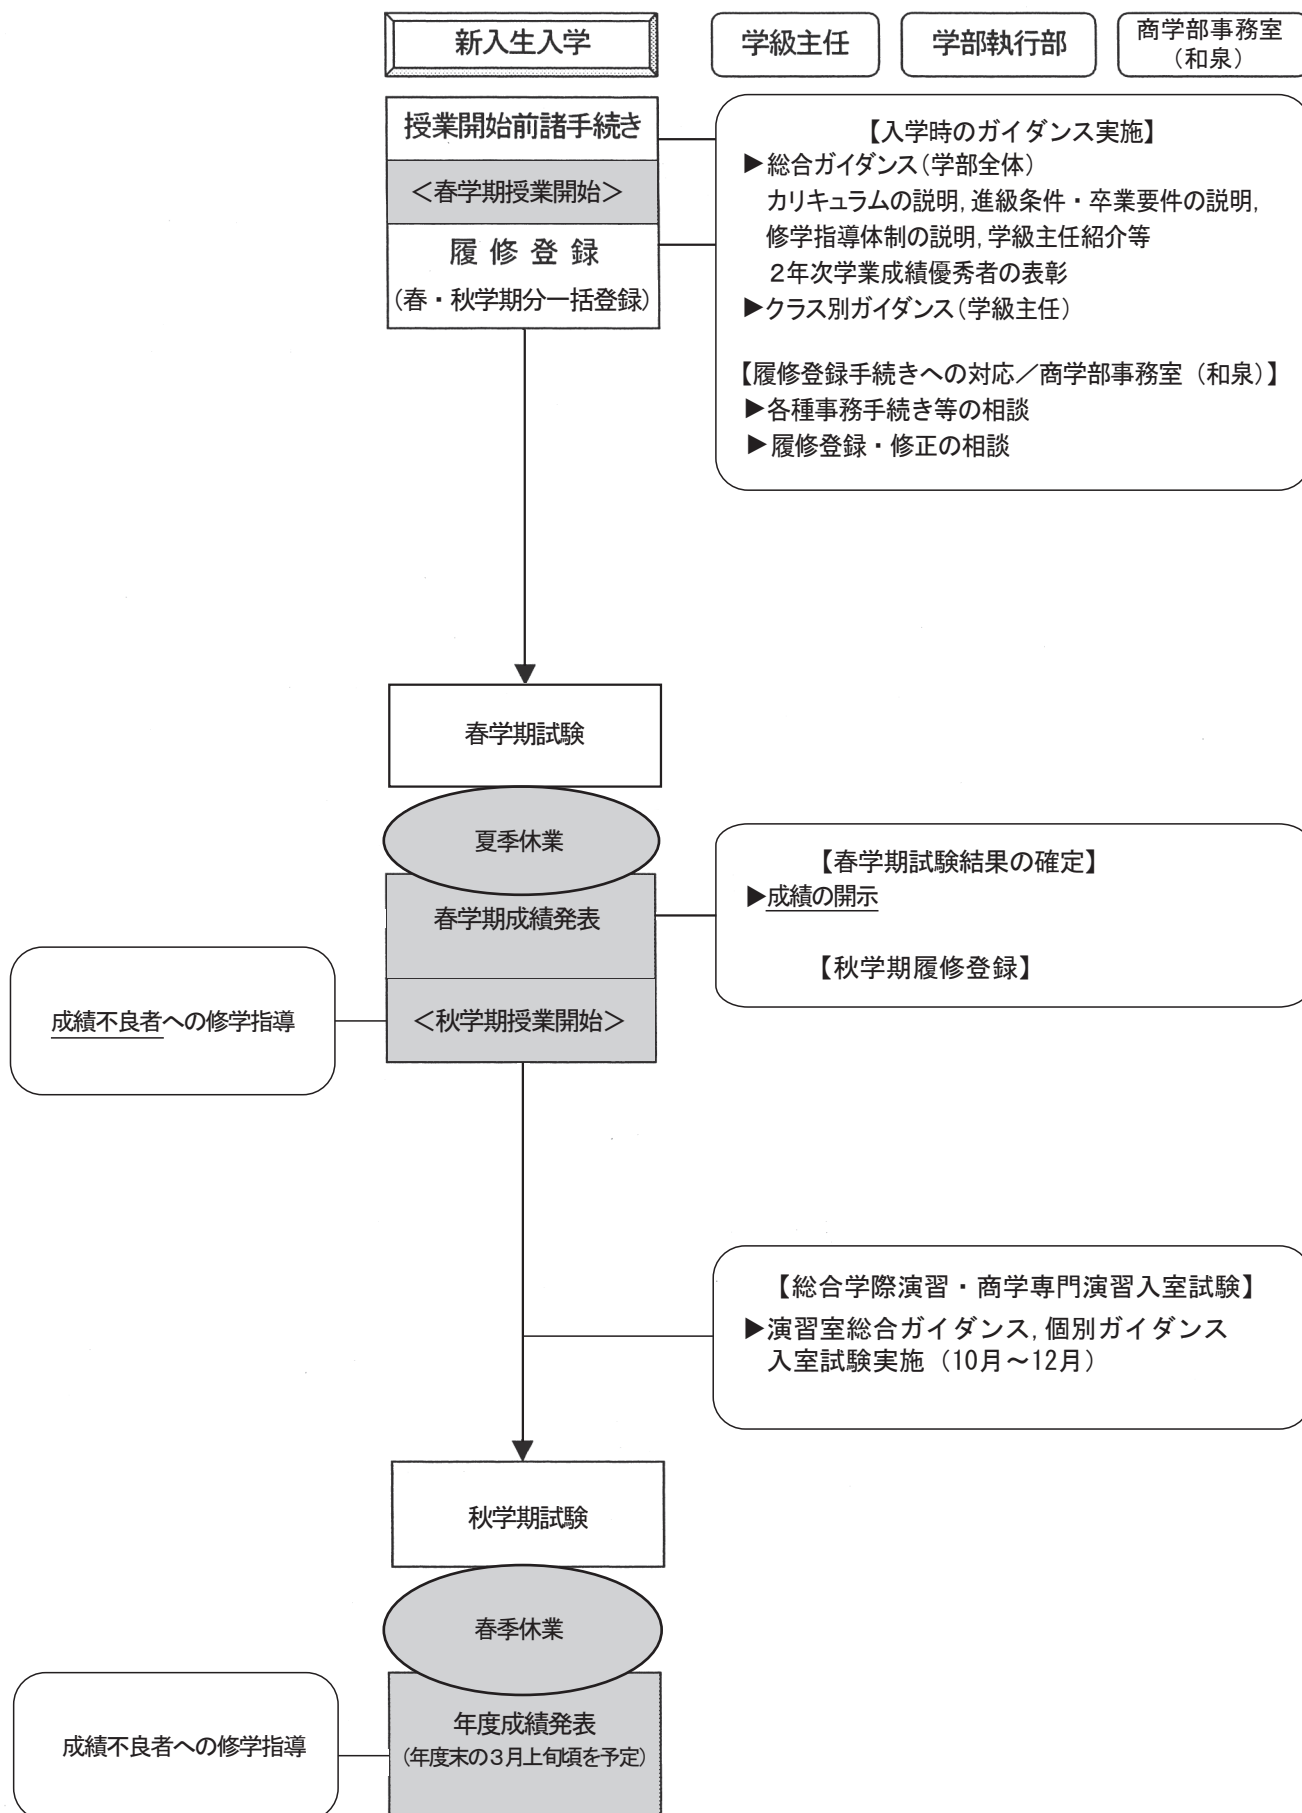 新入生入学
学級主任
学部執行部
商学部事務室
（和泉）
授業開始前諸手続き
＜春学期授業開始＞
履修登録
（春・秋学期分一括登録）
【入学時のガイダンス実施】
▶総合ガイダンス（学部全体）
カリキュラムの説明，進級条件・卒業要件の説明，
修学指導体制の説明，学級主任紹介等
２年次学業成績優秀者の表彰
▶クラス別ガイダンス（学級主任）
【履修登録手続きへの対応／商学部事務室（和泉）】
▶各種事務手続き等の相談
▶履修登録・修正の相談
春学期試験
夏季休業
春学期成績発表
＜秋学期授業開始＞
【春学期試験結果の確定】
▶成績の開示
【秋学期履修登録】
成績不良者への修学指導
【総合学際演習・商学専門演習入室試験】
▶演習室総合ガイダンス，個別ガイダンス
入室試験実施（10月～12月）
秋学期試験
春季休業
年度成績発表
（年度末の３月上旬頃を予定）
成績不良者への修学指導